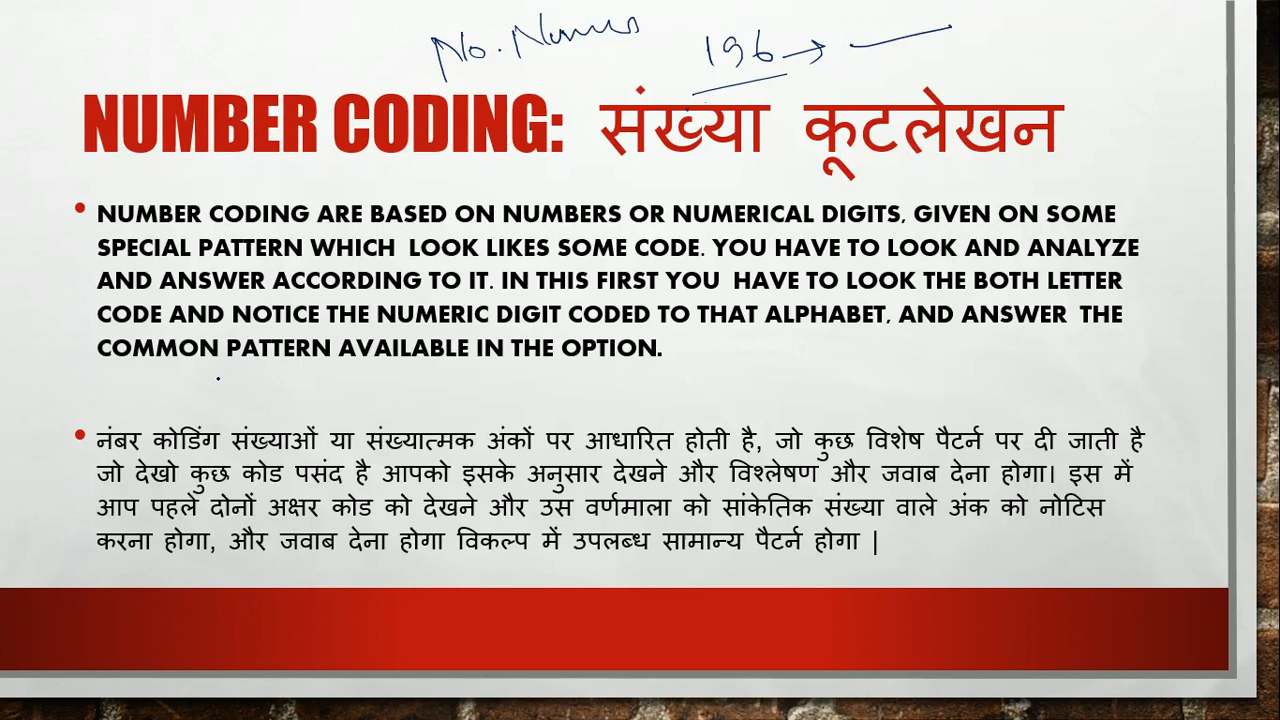 No.
196 →
NUMBER CODING: संख्या कूटलेखन
• NUMBER CODING ARE BASED ON NUMBERS OR NUMERICAL DIGITS, GIVEN ON SOME
SPECIAL PATTERN WHICH LOOK LIKES SOME CODE. YOU HAVE TO LOOK AND ANALYZE
AND ANSWER ACCORDING TO IT. IN THIS FIRST YOU HAVE TO LOOK THE BOTH LETTER
CODE AND NOTICE THE NUMERIC DIGIT CODED TO THAT ALPHABET, AND ANSWER THE
COMMON PATTERN AVAILABLE IN THE OPTION.
• नंबर कोडिंग संख्याओं या संख्यात्मक अंकों पर आधारित होती है, जो कुछ विशेष पैटर्न पर दी जाती है
जो देखो कुछ कोड पसंद है आपको इसके अनुसार देखने और विश्लेषण और जवाब देना होगा। इस में
आप पहले दोनों अक्षर कोड को देखने और उस वर्णमाला को सांकेतिक संख्या वाले अंक को नोटिस
करना होगा, और जवाब देना होगा विकल्प में उपलब्ध सामान्य पैटर्न होगा |